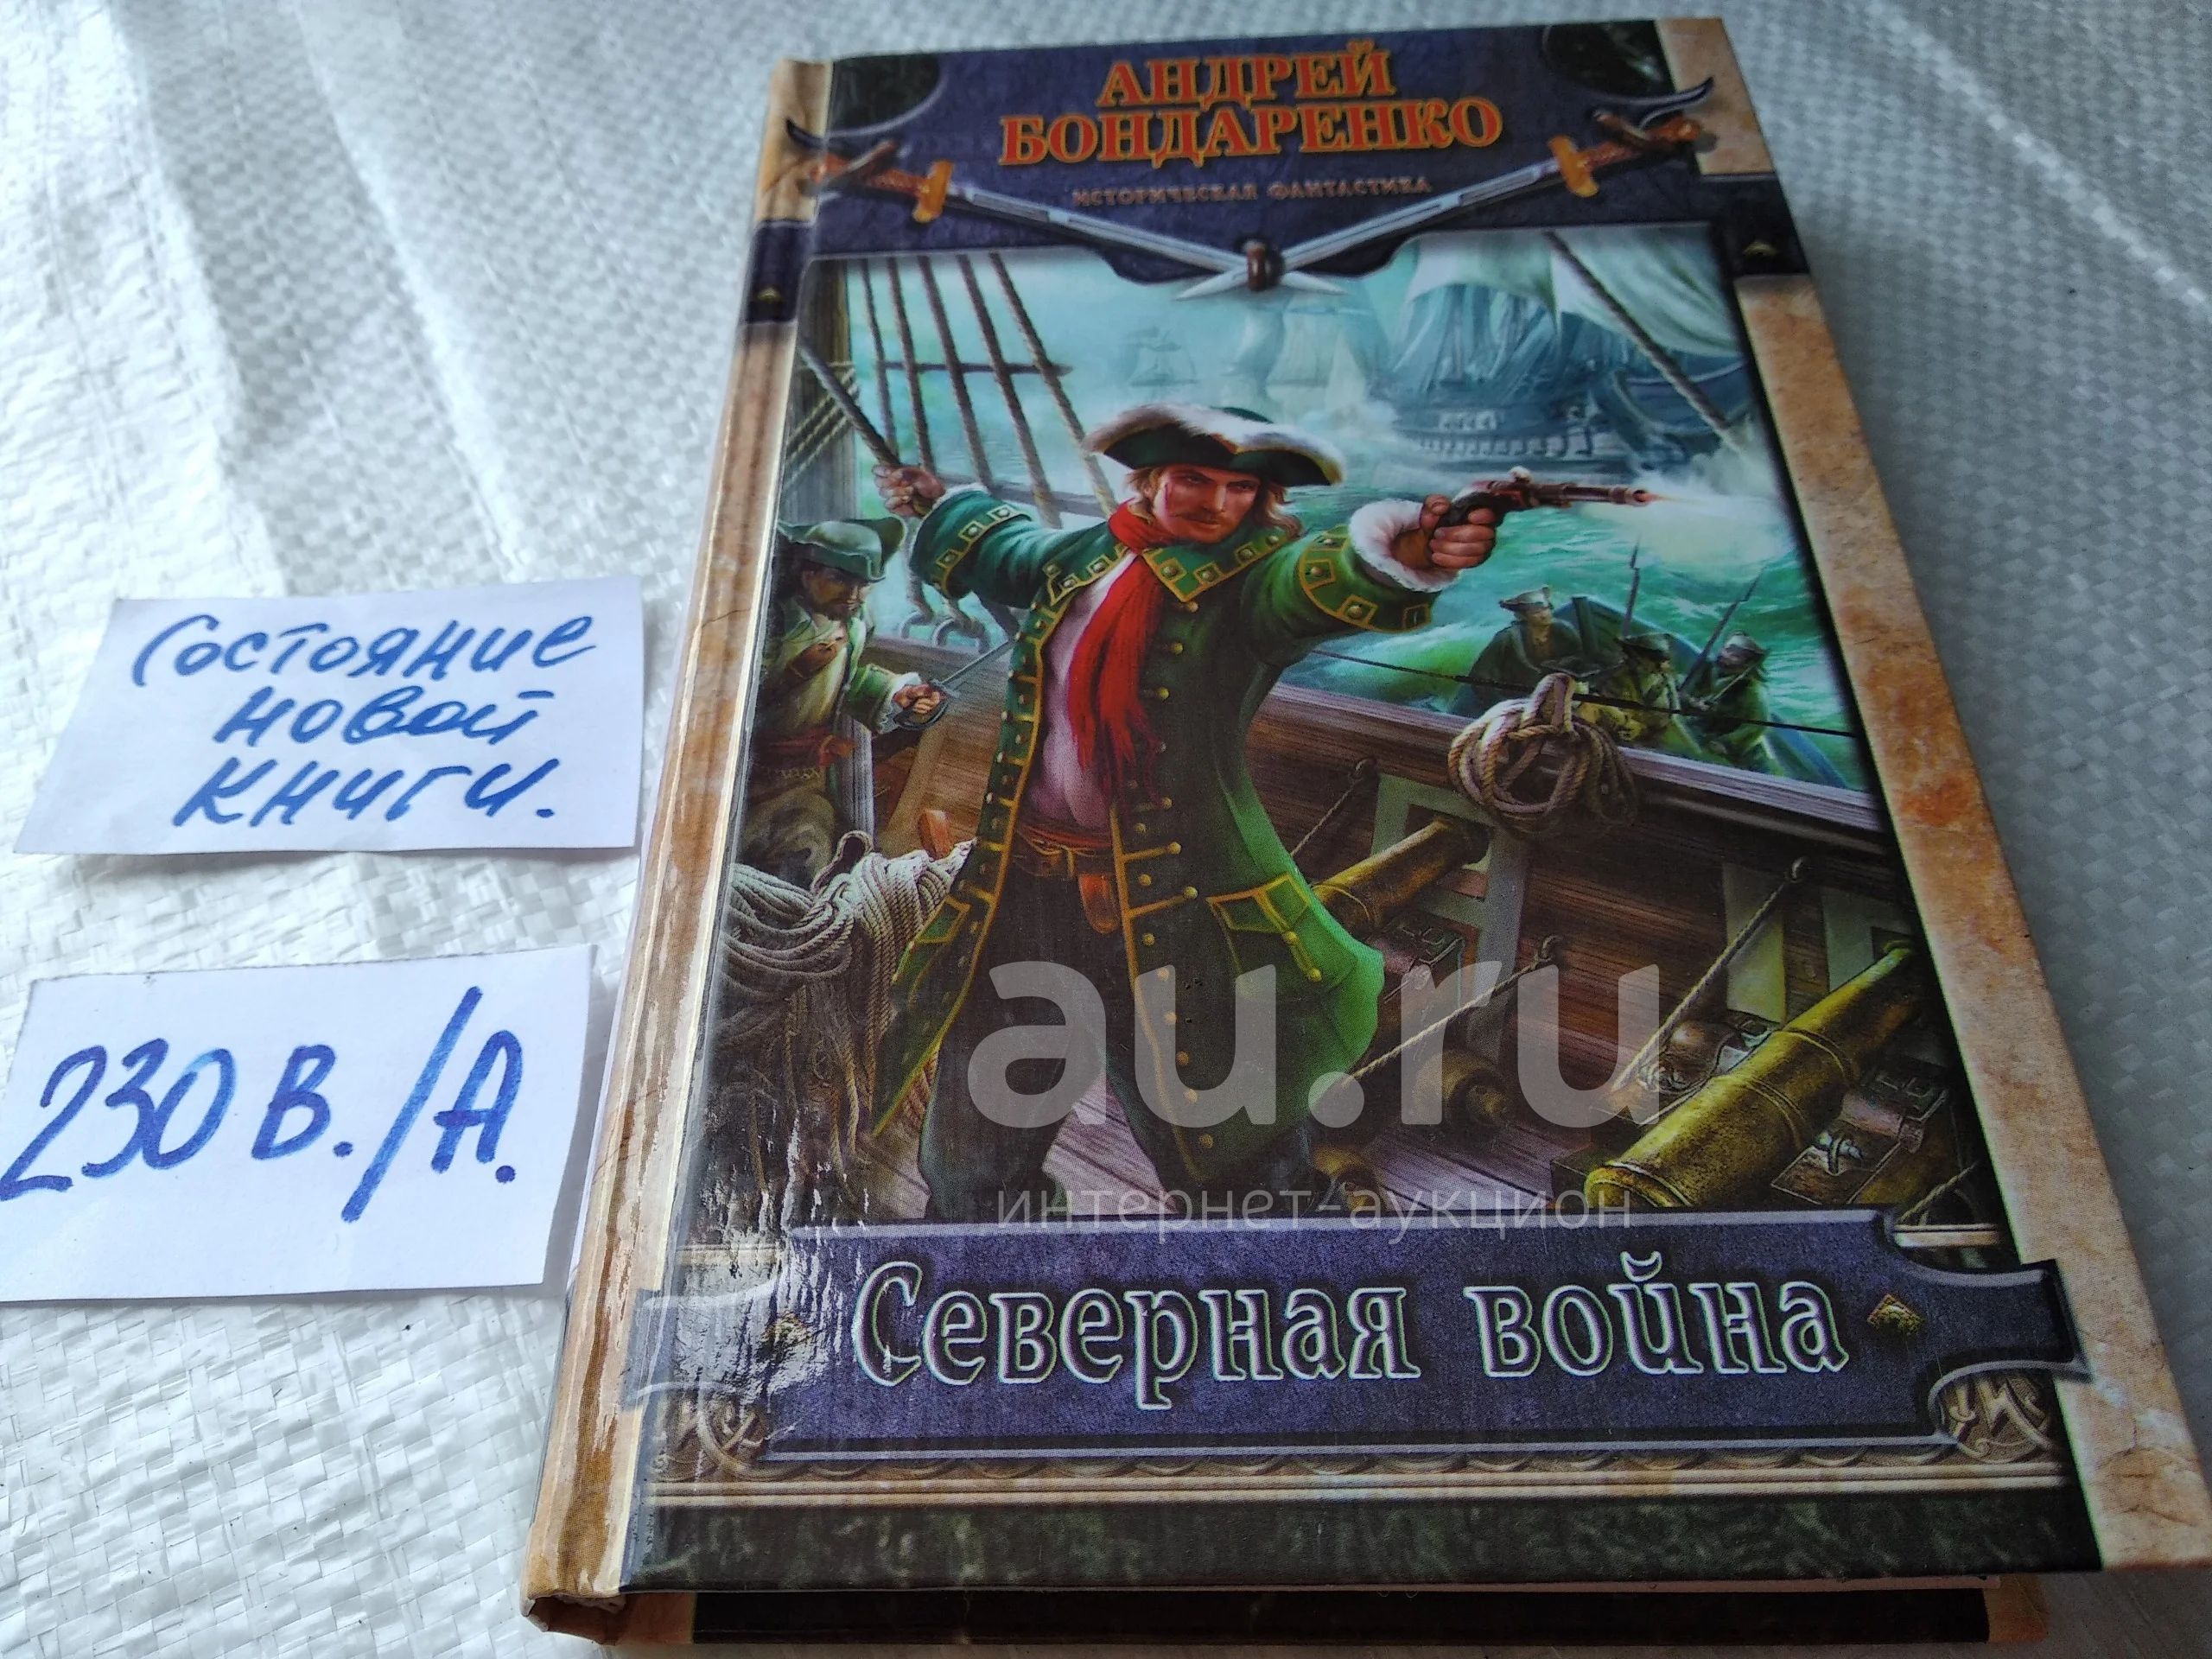 АНДРЕЙ
БОНДАРЕНКО
ИСТОРИЧЕСКАЯ ФАНТАСТИКА
Состояние
новой
книги.
230 В./А.
au.ru
интернет-аукцион
Северная война